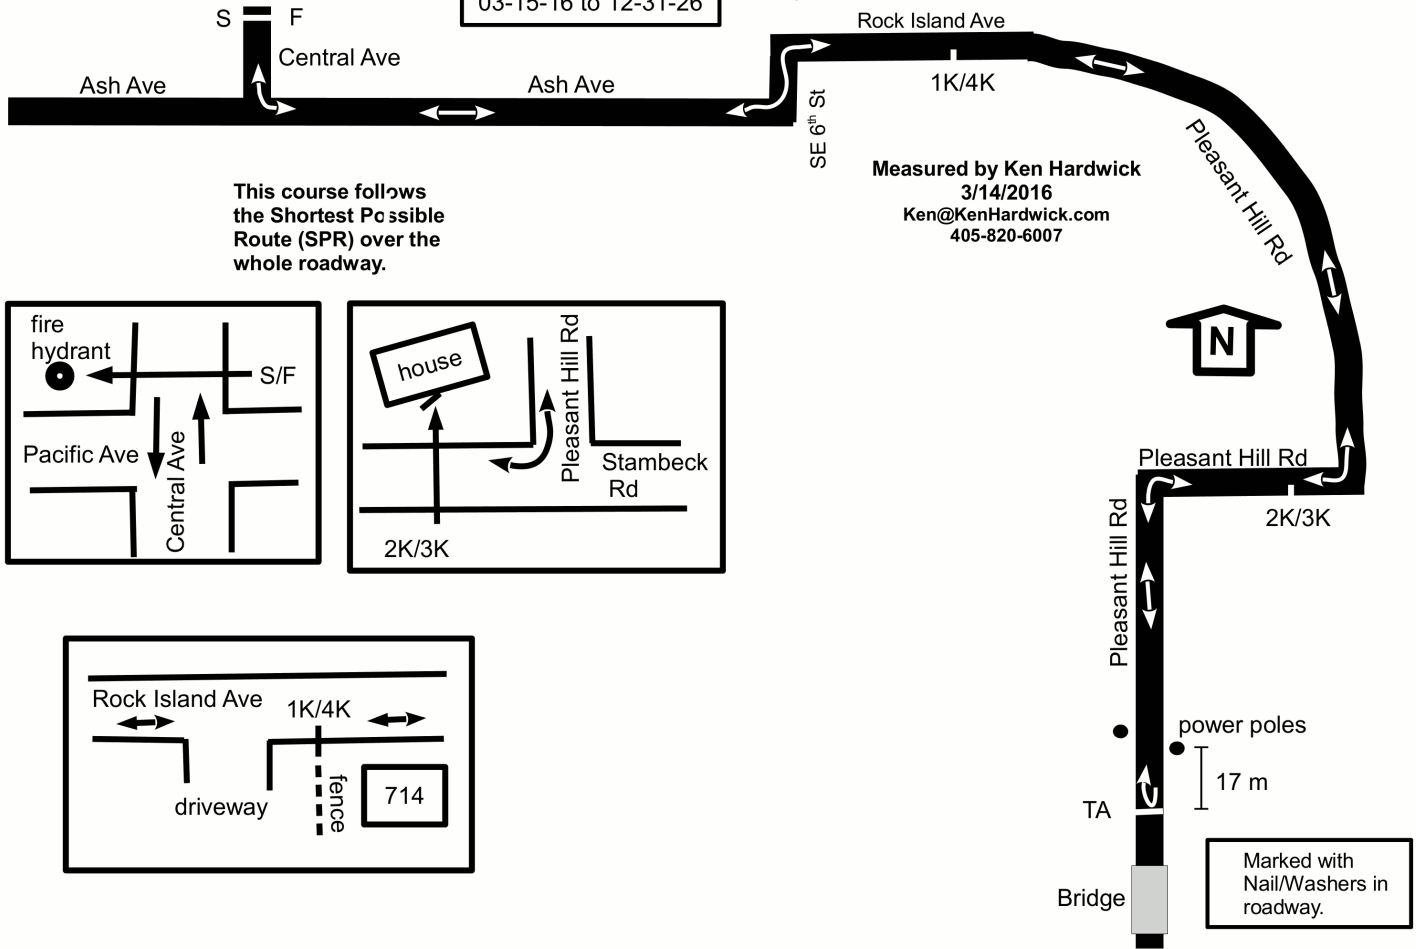 03-15-16 to 12-31-26
S F
Central Ave
Ash Ave
Ash Ave
Rock Island Ave
1K/4K
SE 6th St
Pleasant Hill Rd
Measured by Ken Hardwick
3/14/2016
Ken@KenHardwick.com
405-820-6007
This course follows
the Shortest Possible
Route (SPR) over the
whole roadway.
fire
hydrant
S/F
Pacific Ave
Central Ave
house
Pleasant Hill Rd
Stambeck
Rd
2K/3K
N
Pleasant Hill Rd
2K/3K
Pleasant Hill Rd
Rock Island Ave
1K/4K
driveway
fence
714
power poles
17 m
TA
Bridge
Marked with
Nail/Washers in
roadway.